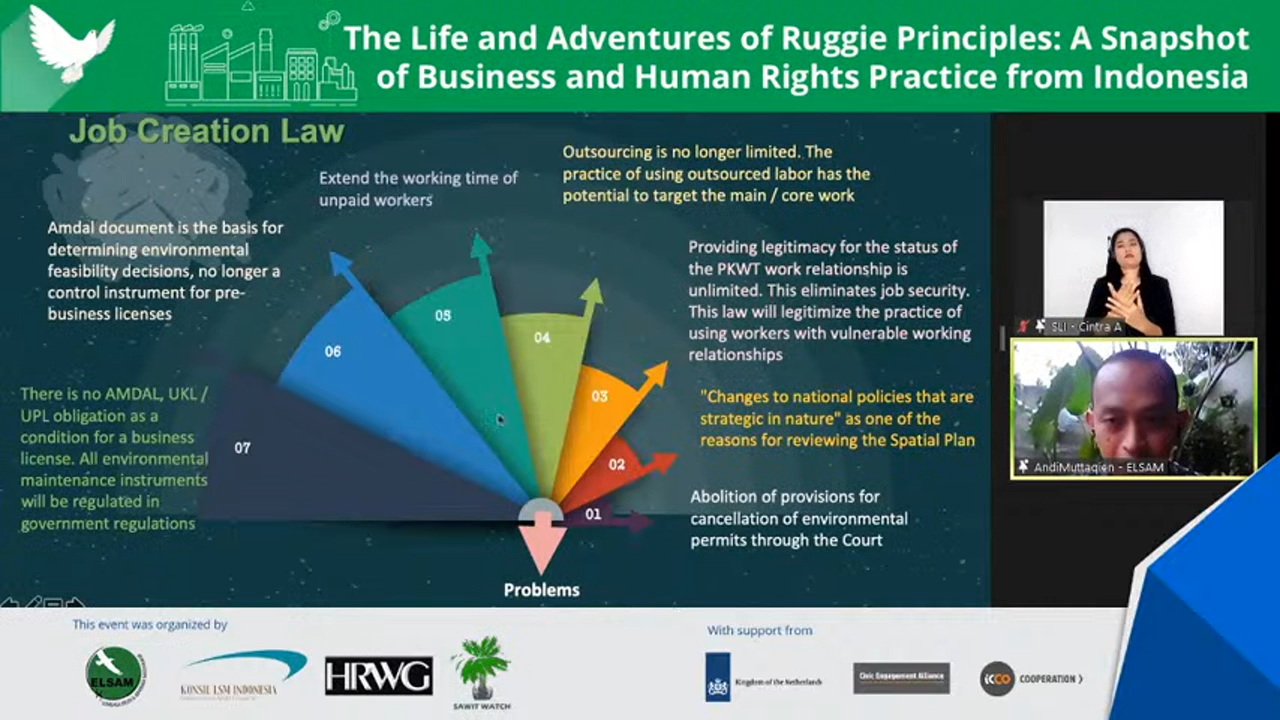 The Life and Adventures of Ruggie Principles: A Snapshot
of Business and Human Rights Practice from Indonesia
Job Creation Law
Extend the working time of
unpaid workers
Outsourcing is no longer limited. The
practice of using outsourced labor has the
potential to target the main / core work
Amdal document is the basis for
determining environmental
feasibility decisions, no longer a
control instrument for pre-
business licenses
Providing legitimacy for the status of
the PKWT work relationship is
unlimited. This eliminates job security.
This law will legitimize the practice of
using workers with vulnerable working
relationships
There is no AMDAL, UKL /
UPL obligation as a
condition for a business
license. All environmental
maintenance instruments
will be regulated in
government regulations
"Changes to national policies that are
strategic in nature" as one of the
reasons for reviewing the Spatial Plan
Abolition of provisions for
cancellation of environmental
permits through the Court
07
06
05
04
03
02
01
Problems
SLI - Cintra A
AndiMuttaqien - ELSAM
This event was organized by
ELSAM
KONSIL LSM INDONESIA
HRWG
SAWIT WATCH
With support from
Kingdom of the Netherlands
Civic Engagement Alliance
icco COOPERATION